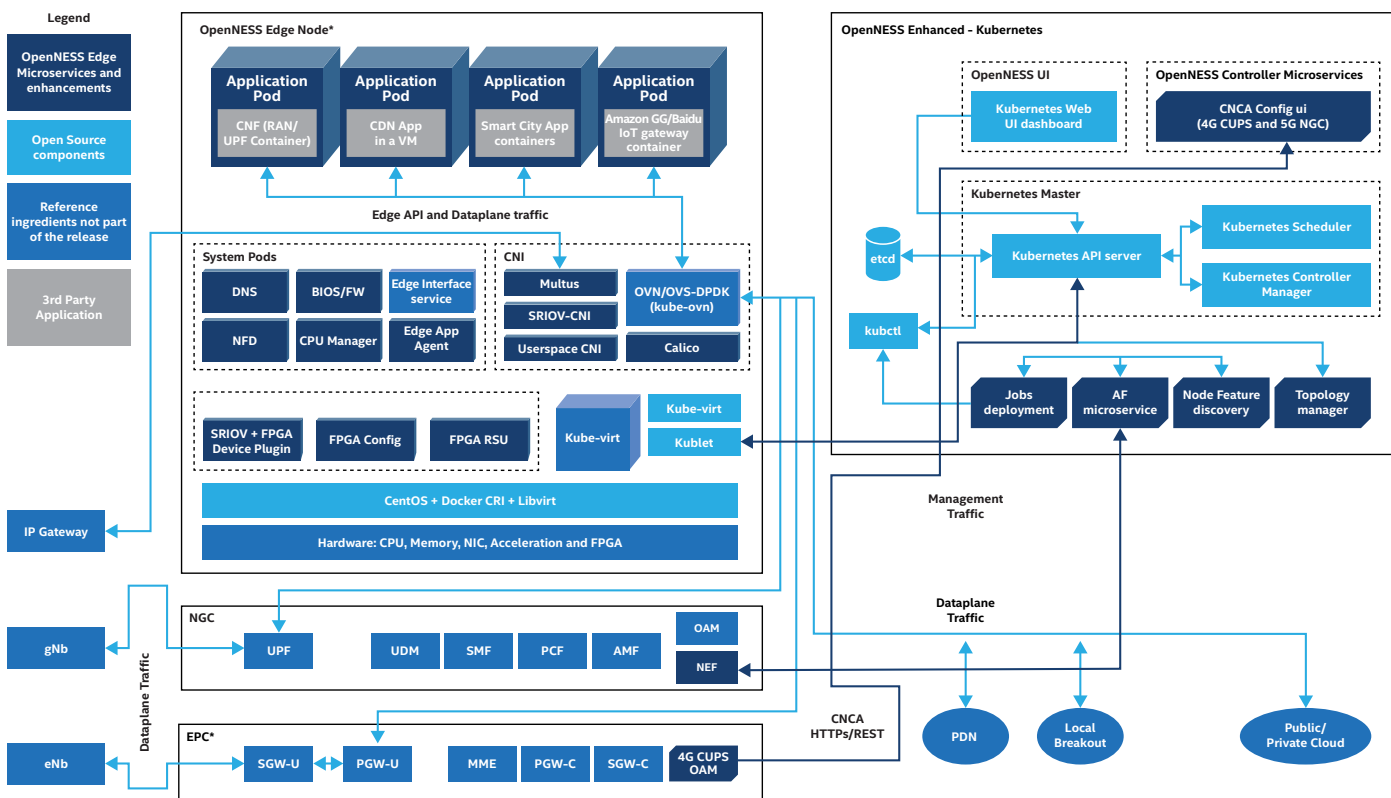 Legend
OpenNESS Edge
Microservices and
enhancements
Open Source
components
Reference
ingredients not part
of the release
3rd Party
Application
OpenNESS Edge Node*
Application
Pod
CNF (RAN/
UPF Container)
Application
Pod
CDN App
in a VM
Application
Pod
Smart City App
containers
Application
Pod
Amazon GG/Baidu
IoT gateway
container
Edge API and Dataplane traffic
System Pods
DNS
BIOS/FW
Edge Interface
service
NFD
CPU Manager
Edge App
Agent
CNI
Multus
SRIOV-CNI
Userspace CNI
OVN/OVS-DPDK
(kube-ovn)
Calico
SRIOV + FPGA
Device Plugin
FPGA Config
FPGA RSU
Kube-virt
Kube-virt
Kublet
CentOS + Docker CRI + Libvirt
Hardware: CPU, Memory, NIC, Acceleration and FPGA
OpenNESS Enhanced - Kubernetes
OpenNESS UI
Kubernetes Web
UI dashboard
OpenNESS Controller Microservices
CNCA Config ui
(4G CUPS and 5G NGC)
Kubernetes Master
etcd
Kubernetes API server
Kubernetes Scheduler
Kubernetes Controller
Manager
kubctl
Jobs
deployment
AF
microservice
Node Feature
discovery
Topology
manager
Management
Traffic
Dataplane
Traffic
IP Gateway
gNb
eNb
Dataplane Traffic
NGC
UPF
UDM
SMF
PCF
AMF
OAM
NEF
EPC*
SGW-U
PGW-U
MME
PGW-C
SGW-C
4G CUPS
OAM
CNCA
HTTPs/REST
PDN
Local
Breakout
Public/
Private Cloud